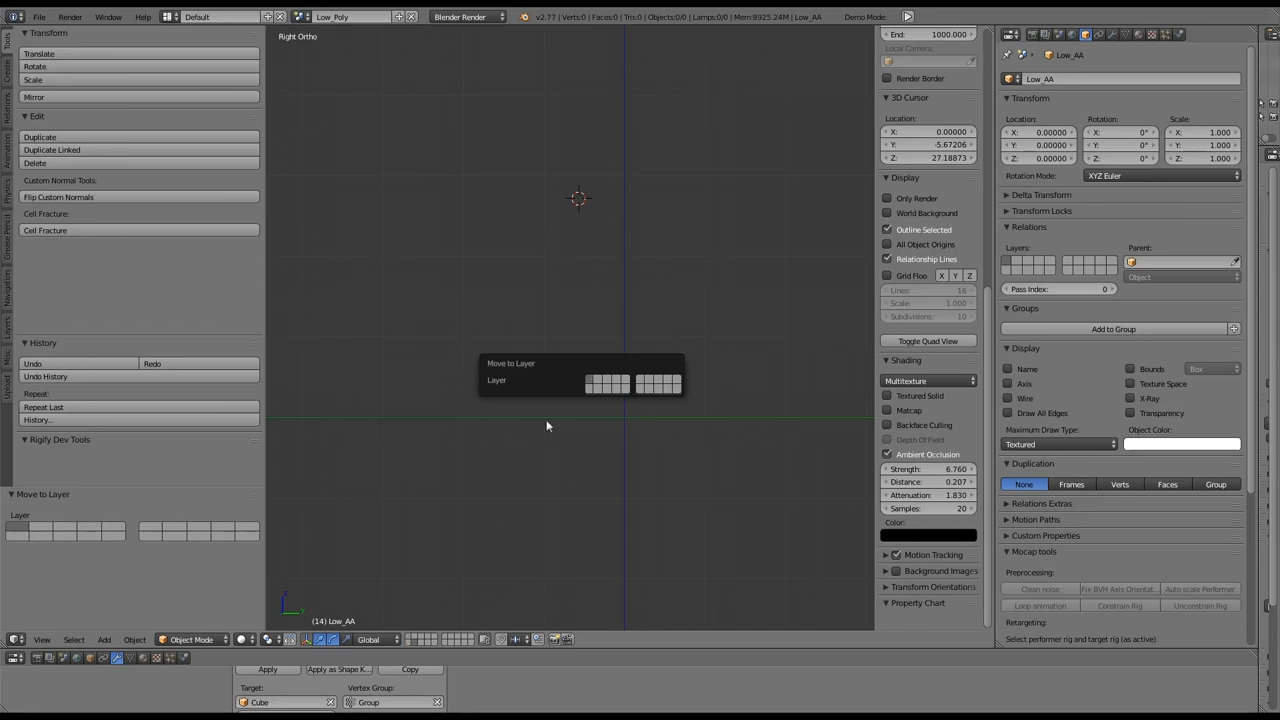 File Render Window Help Default Low_Poly Blender Render v2.77 | Verts:0 | Faces:0 | Tris:0 | Objects:0/0 | Lamps:0/0 | Mem:8925.24M | Low_AA Demo Mode:
Tools
Create
Relations
Animation
Physics
Grease Pencil
Navigation
Layers
Misc
Upload
Transform
Translate
Rotate
Scale
Mirror
Edit
Duplicate
Duplicate Linked
Delete
Custom Normal Tools:
Flip Custom Normals
Cell Fracture:
Cell Fracture
History
Undo Redo
Undo History
Repeat:
Repeat Last
History...
Rigify Dev Tools
Move to Layer
Layer
Right Ortho
Move to Layer
Layer
(14) Low_AA
View Select Add Object Object Mode Global
End: 1000.000
Local Camera:
Render Border
3D Cursor
Location:
X: 0.00000
Y: -5.67206
Z: 27.18873
Display
Only Render
World Background
Outline Selected
All Object Origins
Relationship Lines
Grid Floo X Y Z
Lines: 16
Scale: 1.000
Subdivisions: 10
Toggle Quad View
Shading
Multitexture
Textured Solid
Matcap
Backface Culling
Depth Of Field
Ambient Occlusion
Strength: 6.760
Distance: 0.207
Attenuation: 1.830
Samples: 20
Color:
Motion Tracking
Background Images
Transform Orientations
Property Chart
Low_AA
Low_AA
Transform
Location: Rotation: Scale:
X: 0.00000 X: 0° X: 1.000
Y: 0.00000 Y: 0° Y: 1.000
Z: 0.00000 Z: 0° Z: 1.000
Rotation Mode: XYZ Euler
Delta Transform
Transform Locks
Relations
Layers: Parent:
Object
Pass Index: 0
Groups
Add to Group
Display
Name Bounds Box
Axis Texture Space
Wire X-Ray
Draw All Edges Transparency
Maximum Draw Type: Object Color:
Textured
Duplication
None Frames Verts Faces Group
Relations Extras
Motion Paths
Custom Properties
Mocap tools
Preprocessing:
Clean noise Fix BVH Axis Orientat... Auto scale Performer
Loop animation Constrain Rig Unconstrain Rig
Retargeting:
Select performer rig and target rig (as active)
Apply Apply as Shape K... Copy
Target: Vertex Group:
Cube Group